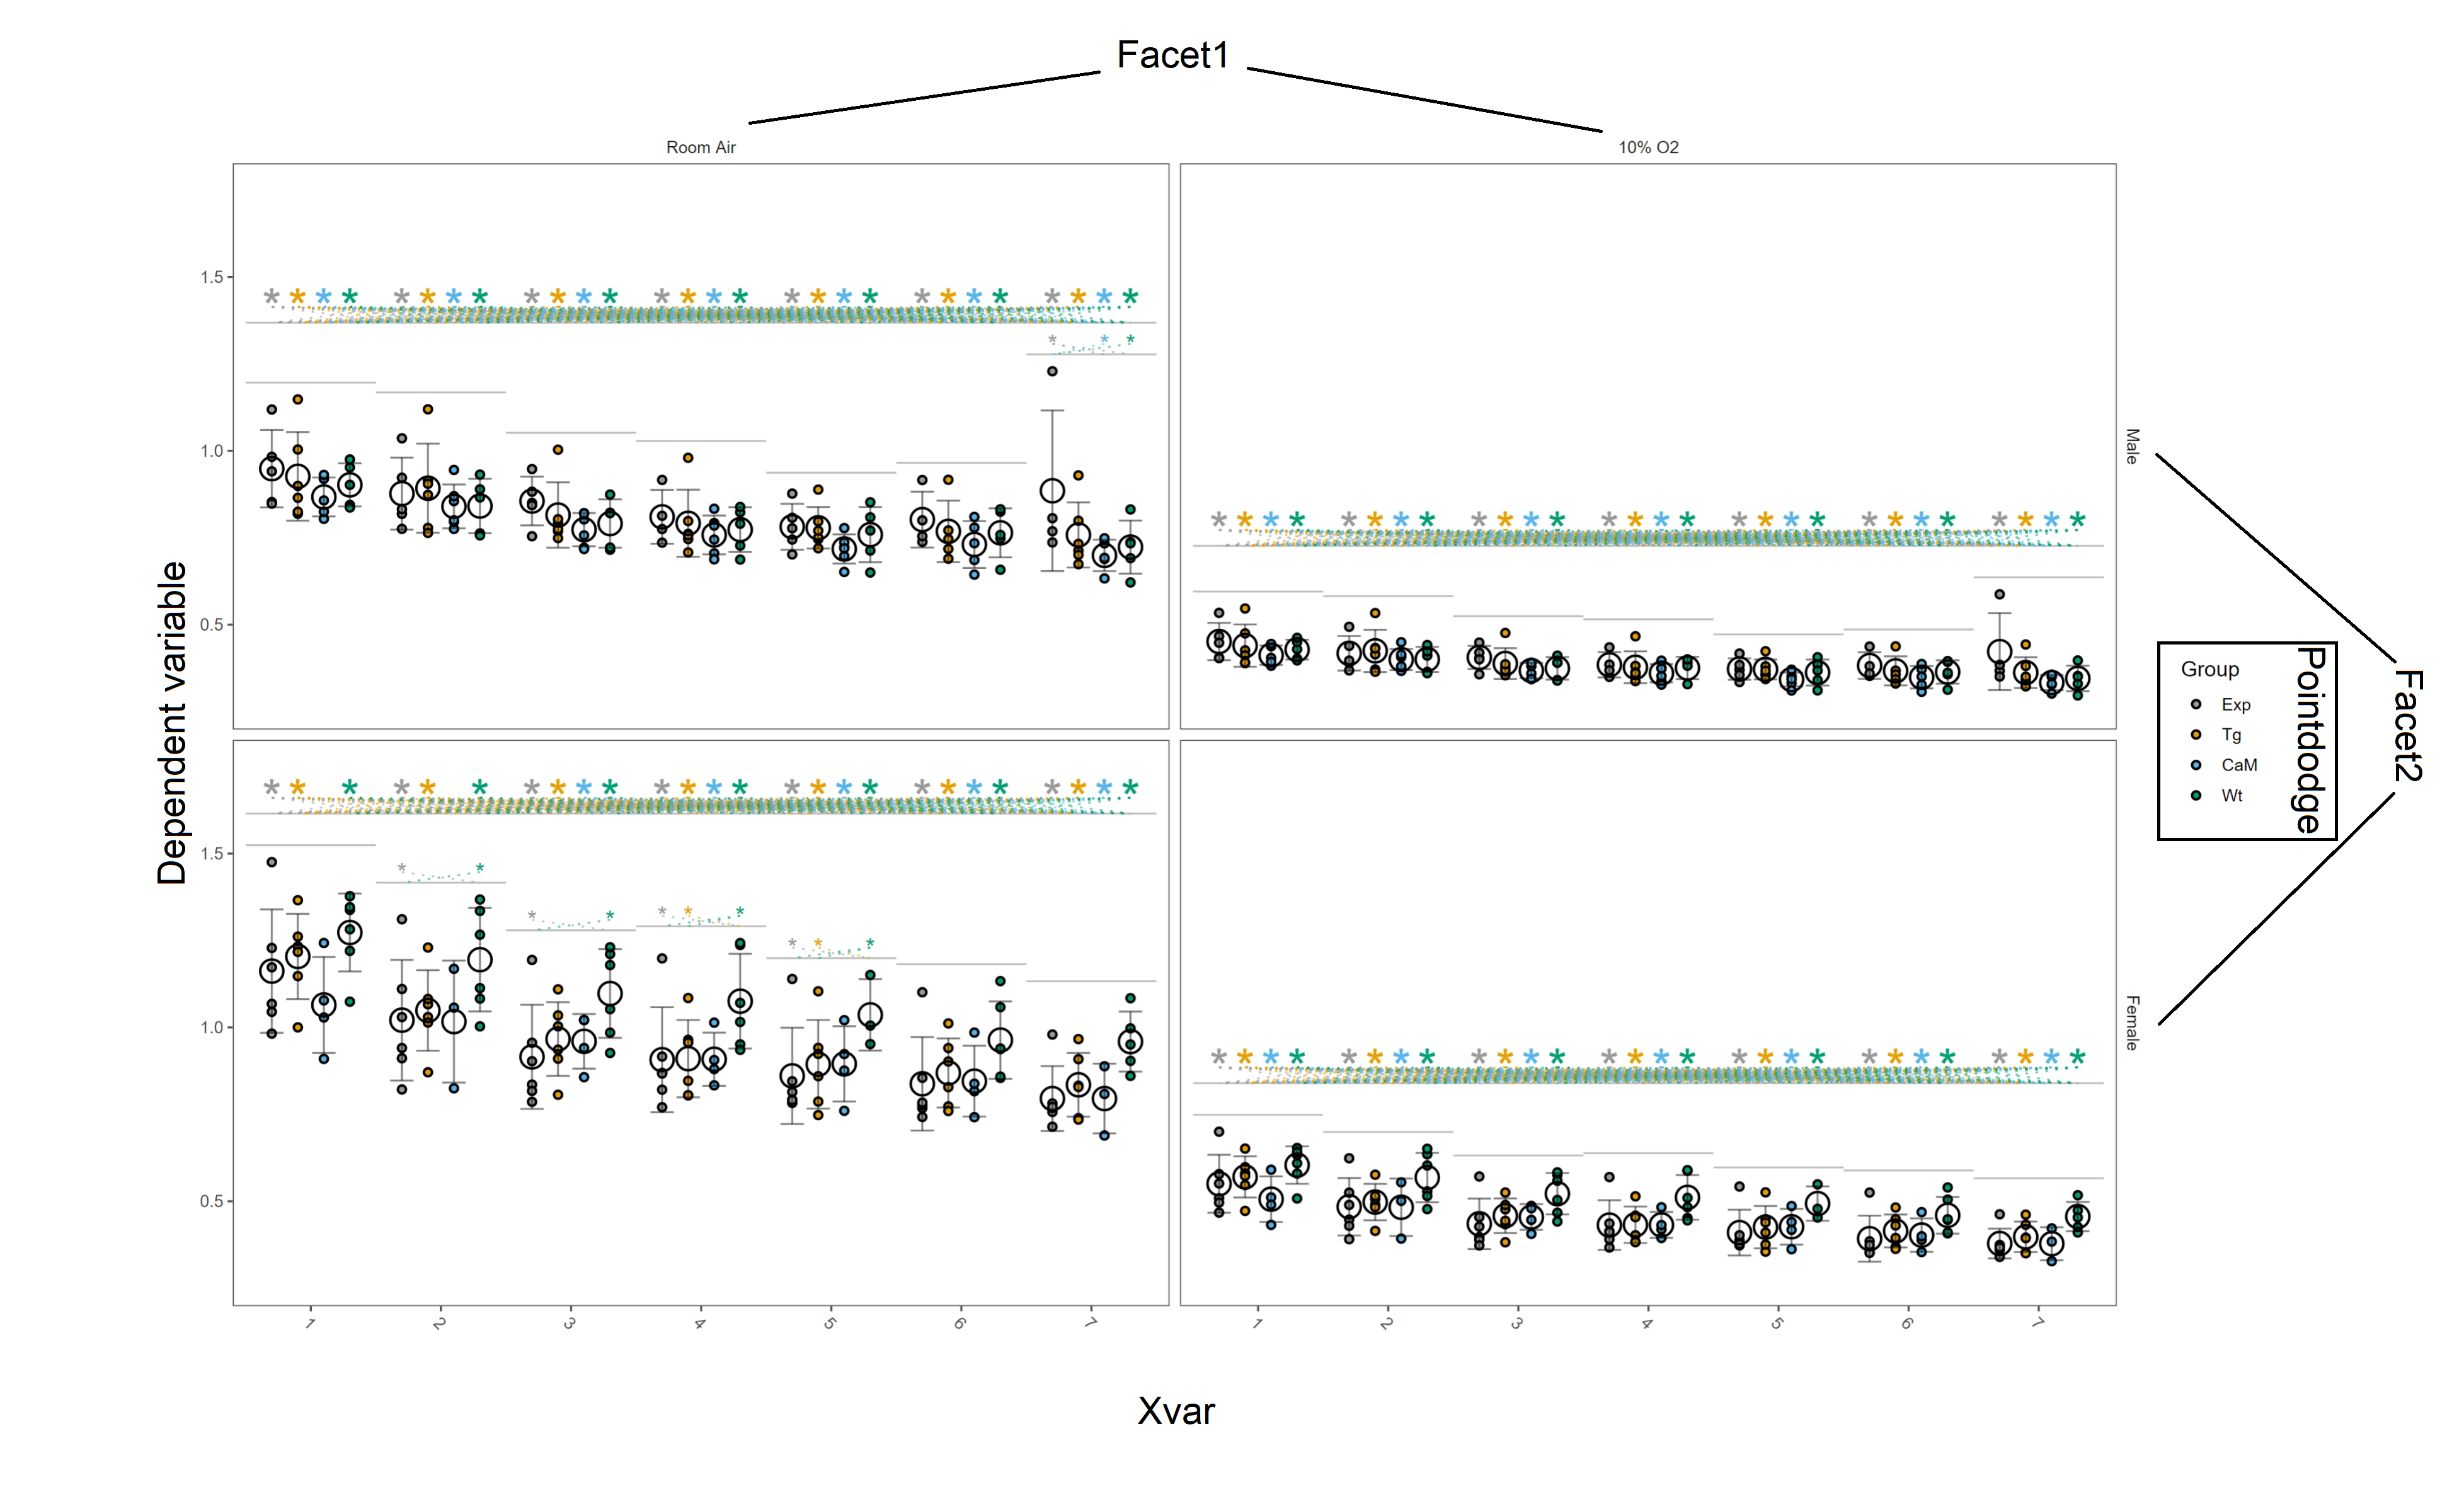 Facet1
Room Air
10% O2
1.5
1.0
0.5
Male
Dependent variable
Group
Exp
Tg
CaM
Wt
Pointdodge
Facet2
1.5
1.0
0.5
Female
1 2 3 4 5 6 7
1 2 3 4 5 6 7
Xvar